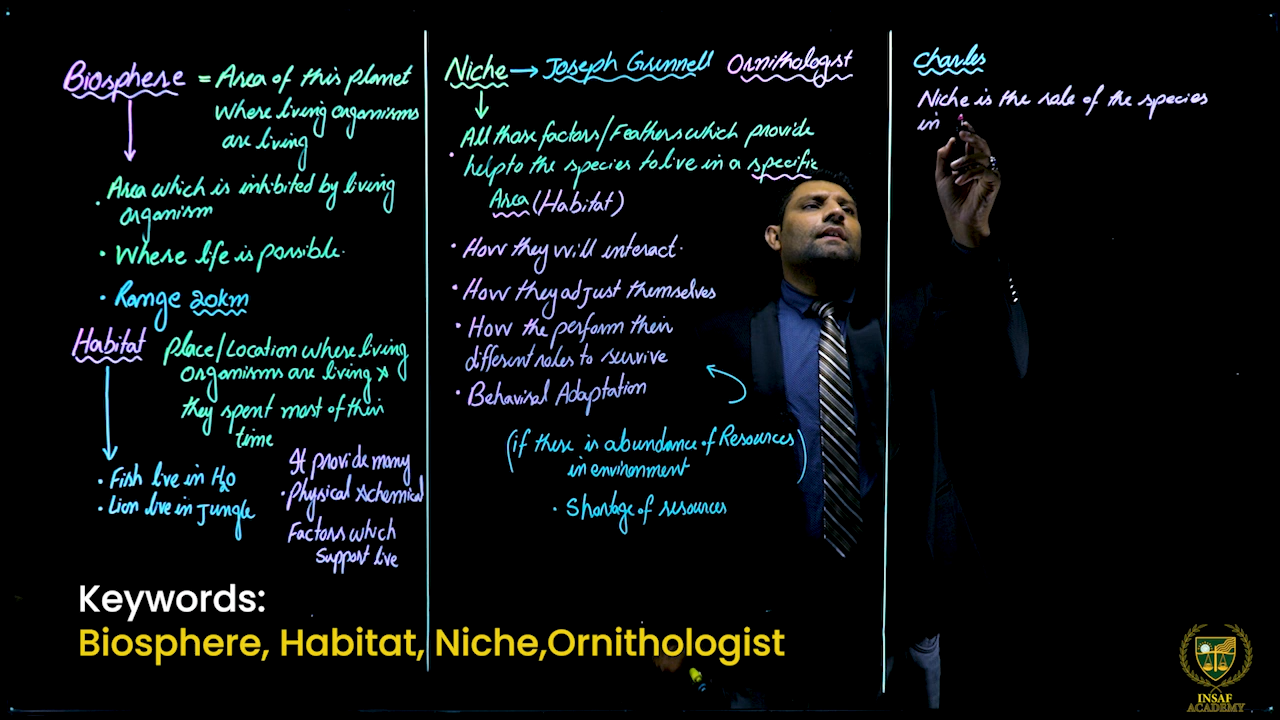 Biosphere = Area of this planet
Where living organisms
are living
. Area which is inhibited by living
organism
. Where life is possible.
. Range 20km
Habitat Place/Location where living
organisms are living &
they spent most of their
time
. Fish live in H2O
. Lion live in Jungle
It provide many
. Physical & chemical
Factors which
Support live
Niche → Joseph Grinnell Ornithologist
. All those factors/Feathers which provide
help to the species to live in a specific
Area (Habitat)
. How they will interact.
. How they adjust themselves
. How the perform their
different roles to survive
. Behavioral Adaptation
(if there is abundance of Resources)
in environment
. Shortage of resources
Charles
Niche is the role of the species
in
Keywords:
Biosphere, Habitat, Niche,Ornithologist
INSAF
ACADEMY